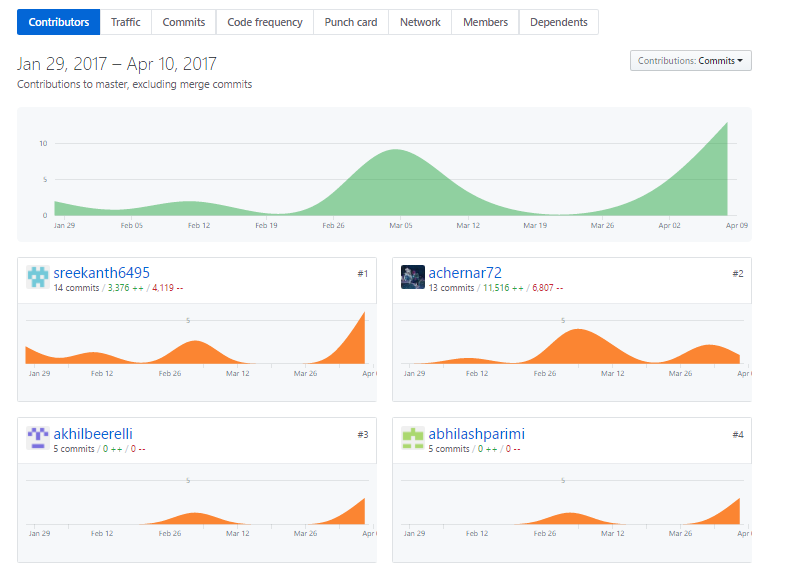 Contributors Traffic Commits Code frequency Punch card Network Members Dependents
Jan 29, 2017 – Apr 10, 2017
Contributions: Commits
Contributions to master, excluding merge commits
10
5
0
Jan 29 Feb 05 Feb 12 Feb 19 Feb 26 Mar 05 Mar 12 Mar 19 Mar 26 Apr 02 Apr 09
sreekanth6495 #1
14 commits / 3,376 ++ / 4,119 --
5
Jan 29 Feb 12 Feb 26 Mar 12 Mar 26 Apr
achernar72 #2
13 commits / 11,516 ++ / 6,807 --
5
Jan 29 Feb 12 Feb 26 Mar 12 Mar 26 Apr
akhilbeerelli #3
5 commits / 0 ++ / 0 --
5
Jan 29 Feb 12 Feb 26 Mar 12 Mar 26 Apr
abhilashparimi #4
5 commits / 0 ++ / 0 --
5
Jan 29 Feb 12 Feb 26 Mar 12 Mar 26 Apr